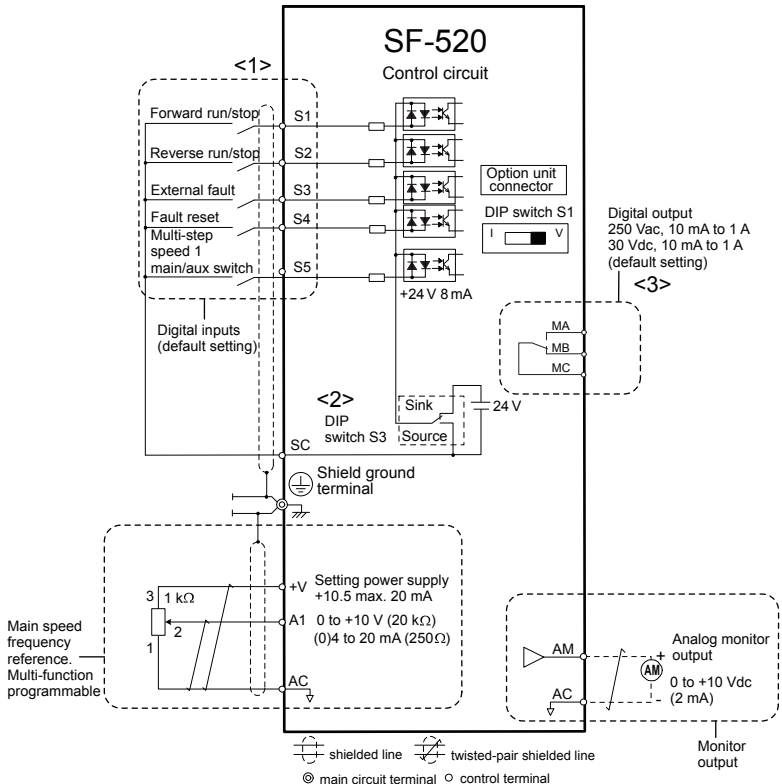 SF-520
Control circuit
<1>
Forward run/stop
S1
Reverse run/stop
S2
External fault
S3
Fault reset
S4
Multi-step
speed 1
main/aux switch
S5
+24 V 8 mA
Option unit
connector
DIP switch S1
I
V
Digital output
250 Vac, 10 mA to 1 A
30 Vdc, 10 mA to 1 A
(default setting)
<3>
MA
MB
MC
Digital inputs
(default setting)
<2>
DIP
switch S3
Sink
Source
24 V
SC
Shield ground
terminal
Main speed
frequency
reference.
Multi-function
programmable
3
1 kΩ
2
1
+V
Setting power supply
+10.5 max. 20 mA
A1
0 to +10 V (20 kΩ)
(0)4 to 20 mA (250Ω)
AC
AM
AC
+
AM
-
Analog monitor
output
0 to +10 Vdc
(2 mA)
Monitor
output
shielded line
twisted-pair shielded line
main circuit terminal
control terminal